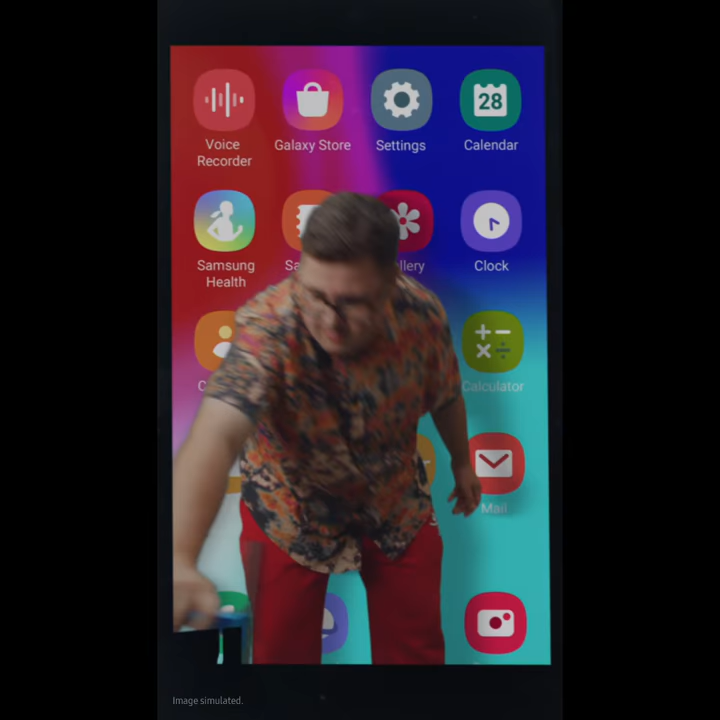 28
Voice
Recorder
Galaxy Store
Settings
Calendar
Samsung
Health
Clock
Calculator
Mail
Image simulated.